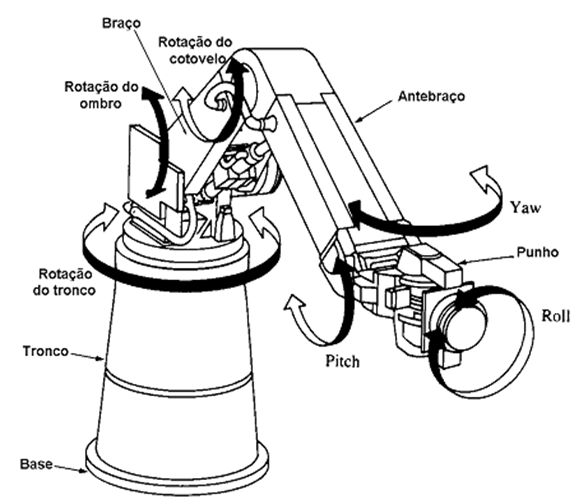 Braço
Rotação do
cotovelo
Rotação do
ombro
Antebraço
Yaw
Punho
Rotação
do tronco
Roll
Tronco
Pitch
Base